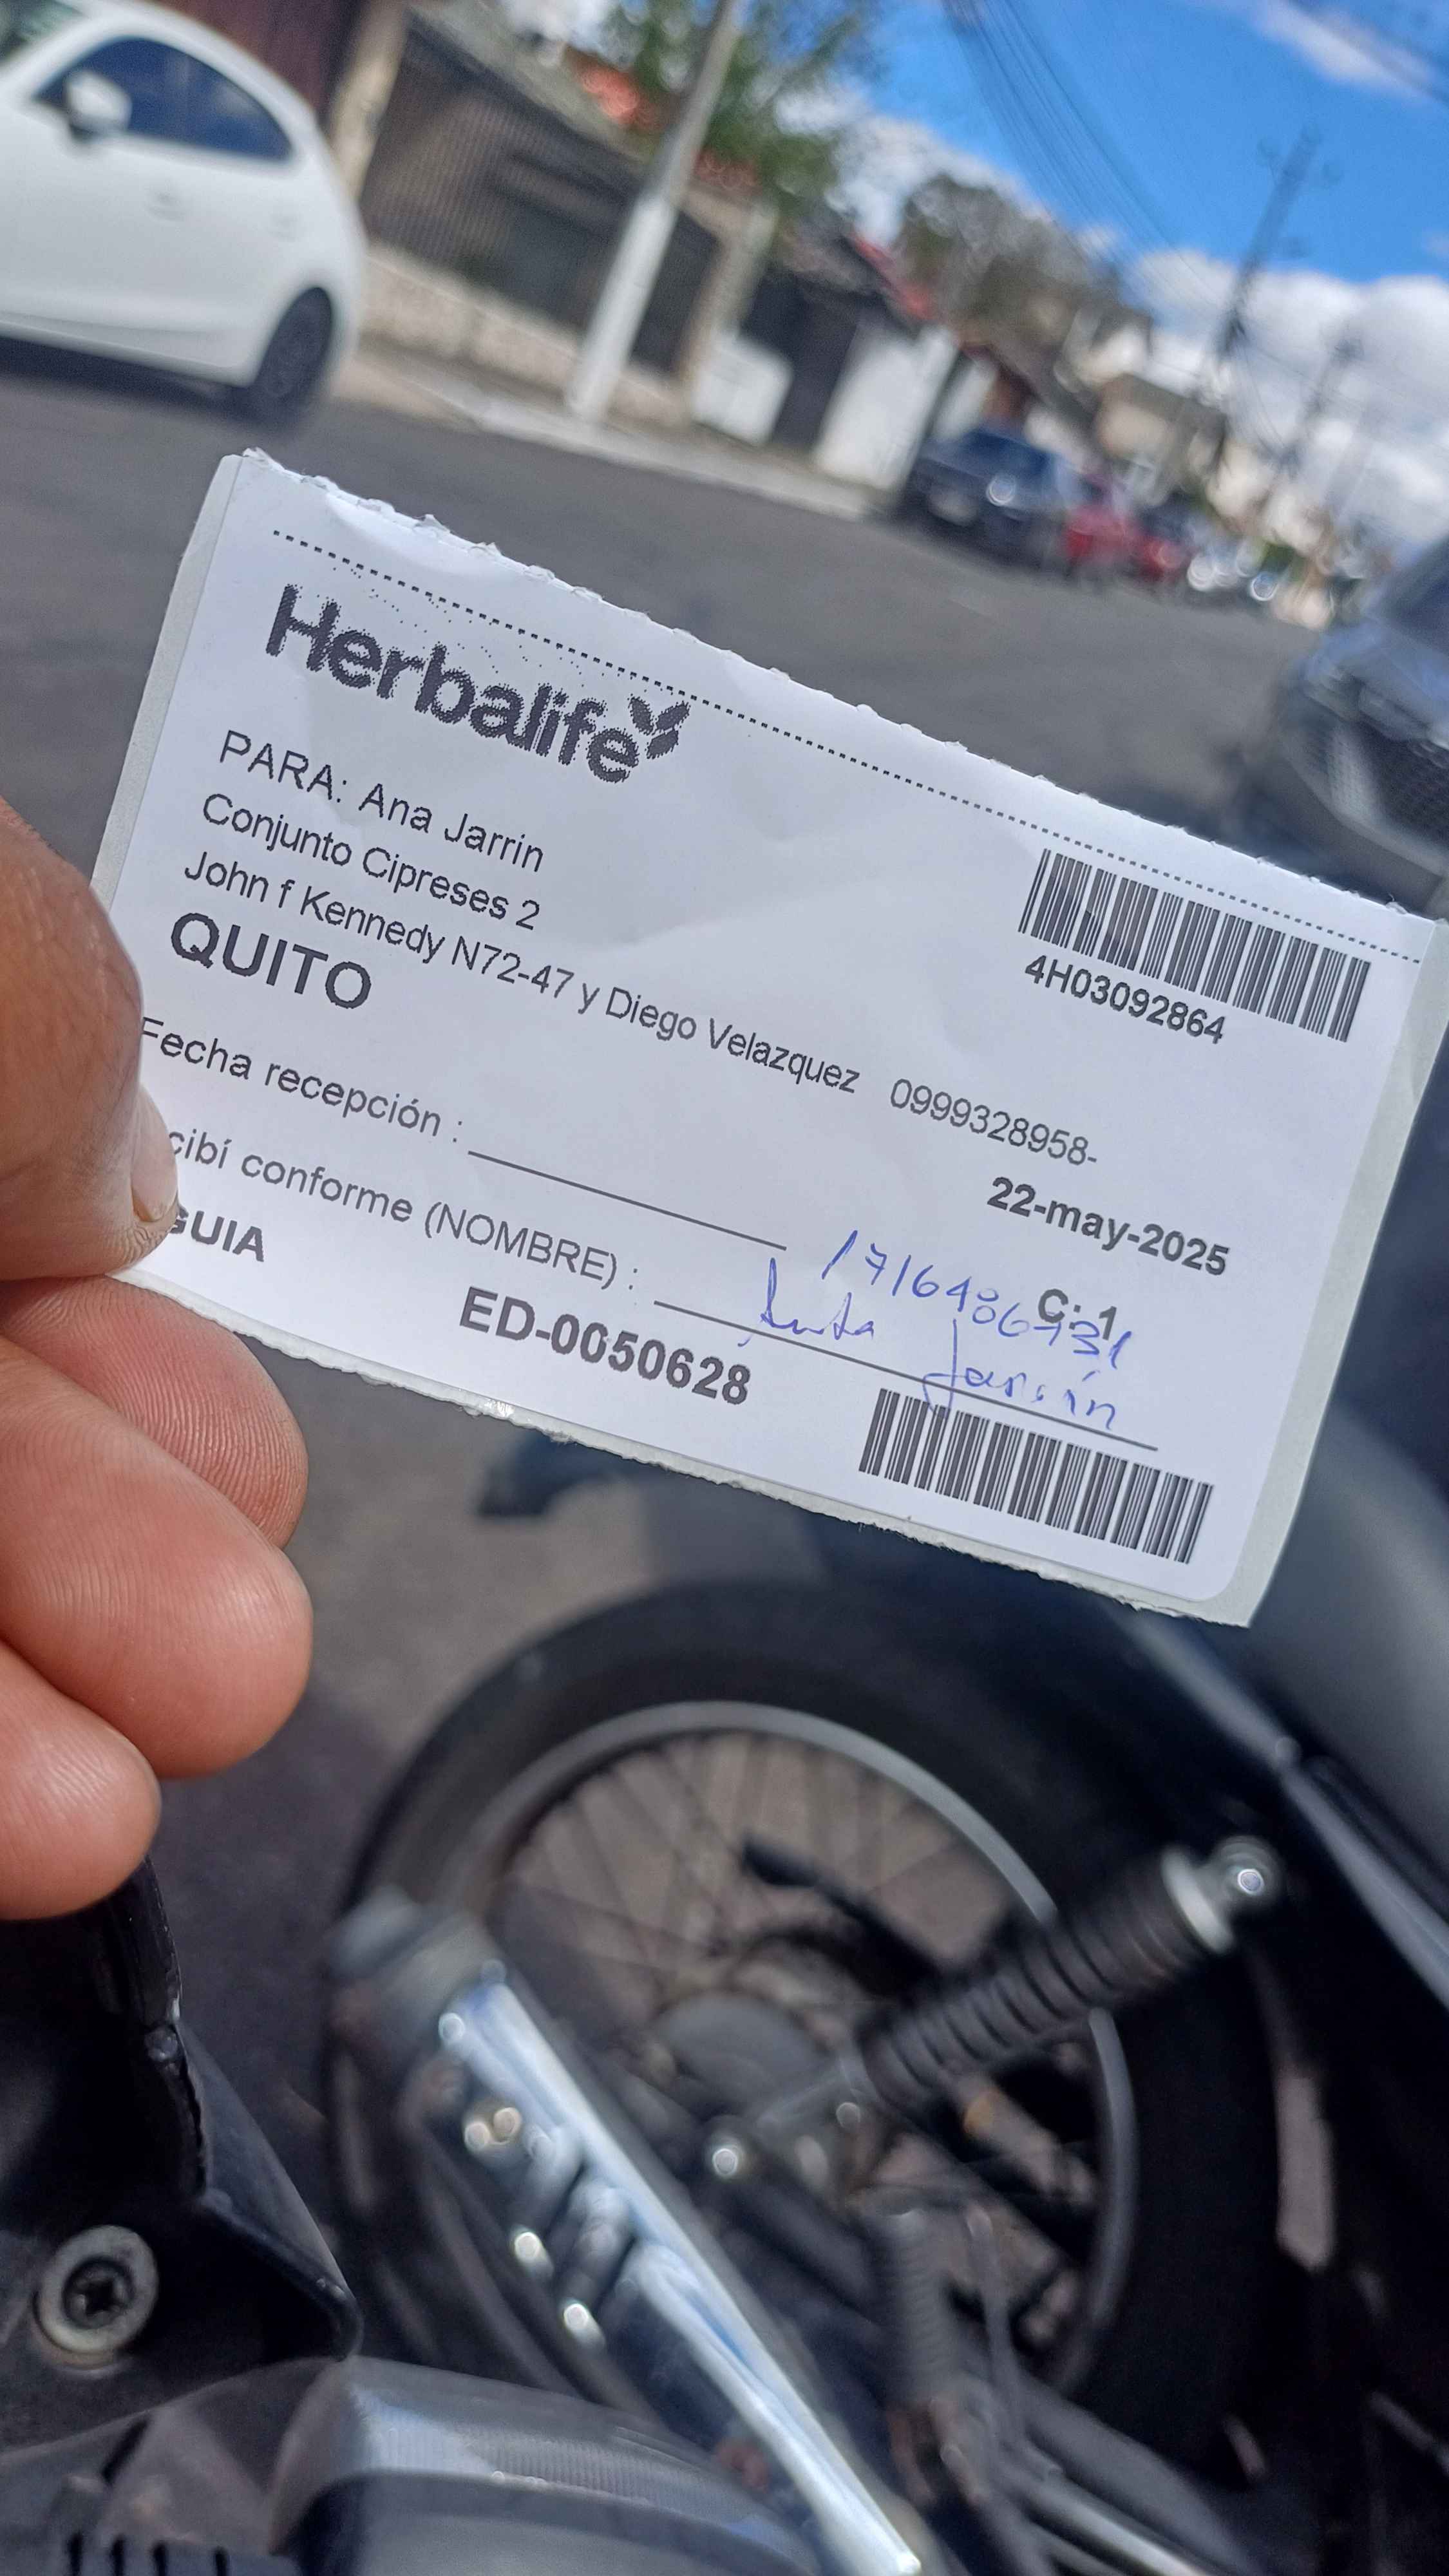 Herbalife
PARA: Ana Jarrin
Conjunto Cipreses 2
John f Kennedy N72-47 y Diego Velazquez 0999328958-
QUITO
4H03092864
22-may-2025
Fecha recepción :
cibí conforme (NOMBRE) :
C: 1
Jarrín
GUIA
ED-0050628